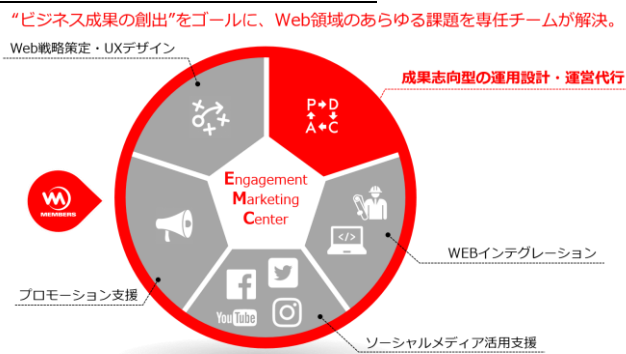 “ビジネス成果の創出”をゴールに、Web領域のあらゆる課題を専任チームが解決。
Web戦略策定・UXデザイン
成果志向型の運用設計・運営代行
P D
A C
Engagement
Marketing
Center
MEMBERS
</>
WEBインテグレーション
プロモーション支援
You Tube
ソーシャルメディア活用支援